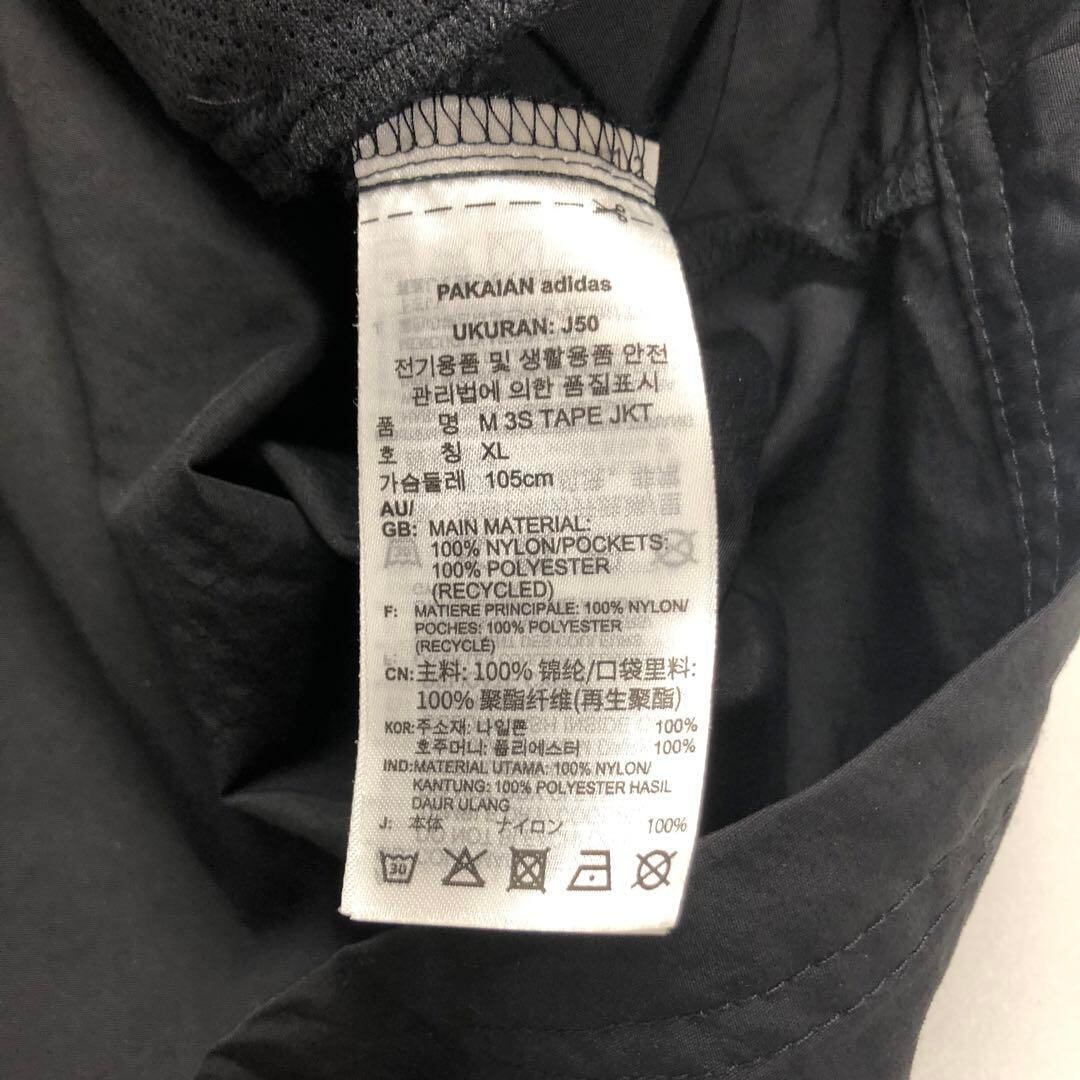 PAKAIAN adidas
UKURAN: J50
전기용품 및 생활용품 안전
관리법에 의한 품질표시
품 명 M 3S TAPE JKT
호 칭 XL
가슴둘레 105cm
AU/
GB: MAIN MATERIAL:
100% NYLON/POCKETS:
100% POLYESTER
(RECYCLED)
F: MATIERE PRINCIPALE: 100% NYLON/
POCHES: 100% POLYESTER
(RECYCLÉ)
CN: 主料: 100% 锦纶/口袋里料:
100% 聚酯纤维(再生聚酯)
KOR: 주소재: 나일론 100%
호주머니: 폴리에스터 100%
IND: MATERIAL UTAMA: 100% NYLON/
KANTUNG: 100% POLYESTER HASIL
DAUR ULANG
J: 本体 ナイロン 100%
30